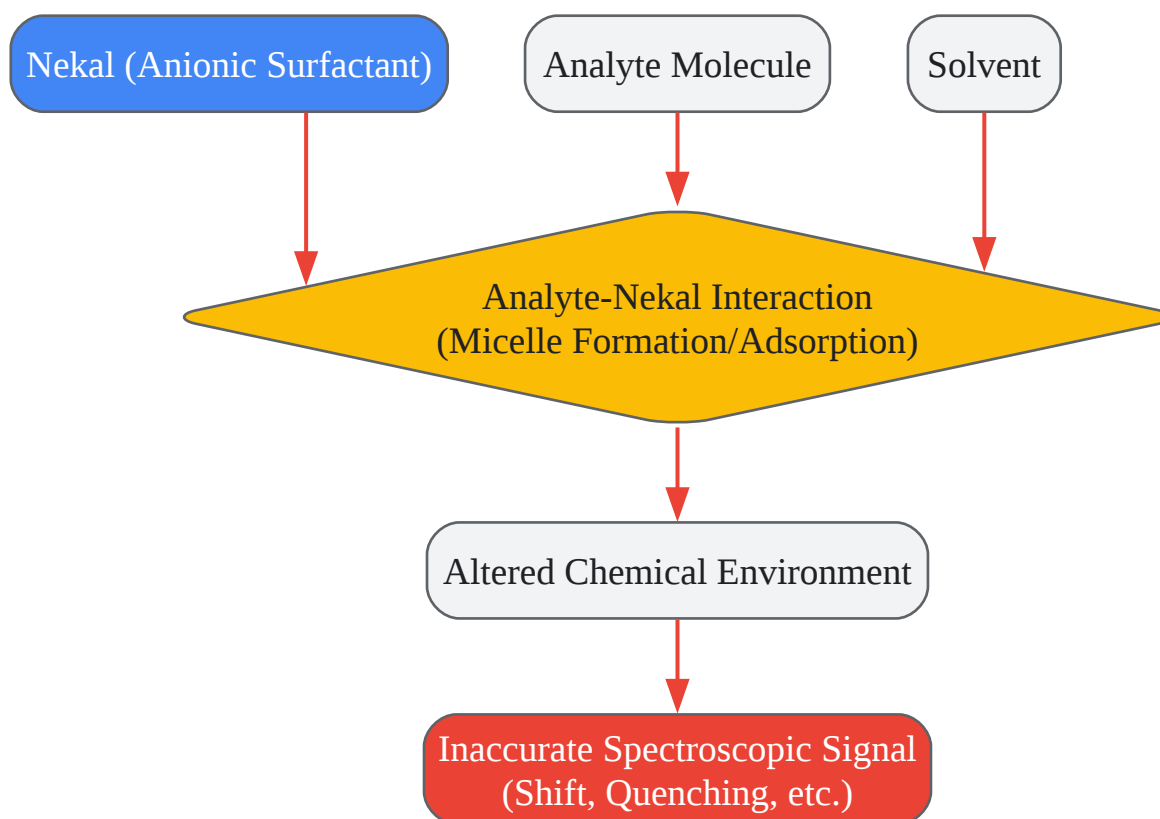 Nekal (Anionic Surfactant)
Analyte Molecule
Solvent
Analyte-Nekal Interaction
(Micelle Formation/Adsorption)
Altered Chemical Environment
Inaccurate Spectroscopic Signal
(Shift, Quenching, etc.)